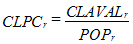 CLPCᵣ = CLAVALᵣ / POPᵣ